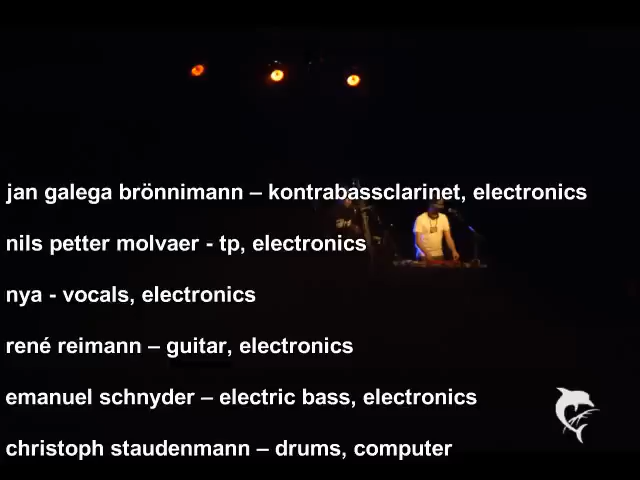 jan galega brönnimann – kontrabassclarinet, electronics
nils petter molvaer - tp, electronics
nya - vocals, electronics
rené reimann – guitar, electronics
emanuel schnyder – electric bass, electronics
christoph staudenmann – drums, computer